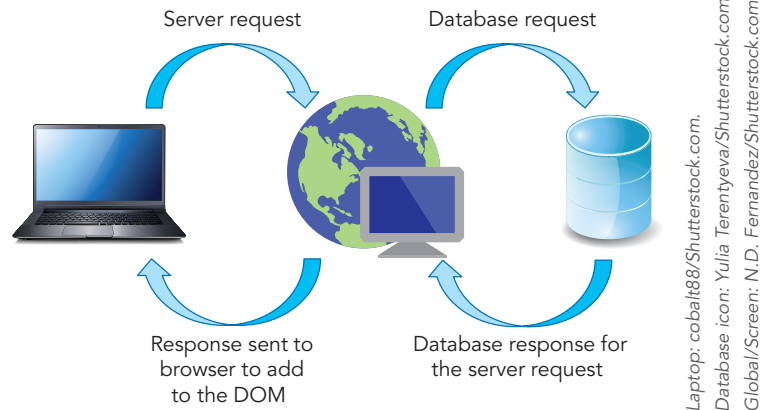 Server request
Database request
Response sent to
browser to add
to the DOM
Database response for
the server request
Laptop: cobalt88/Shutterstock.com.
Database icon: Yulia Terentyeva/Shutterstock.com
Global/Screen: N.D. Fernandez/Shutterstock.com